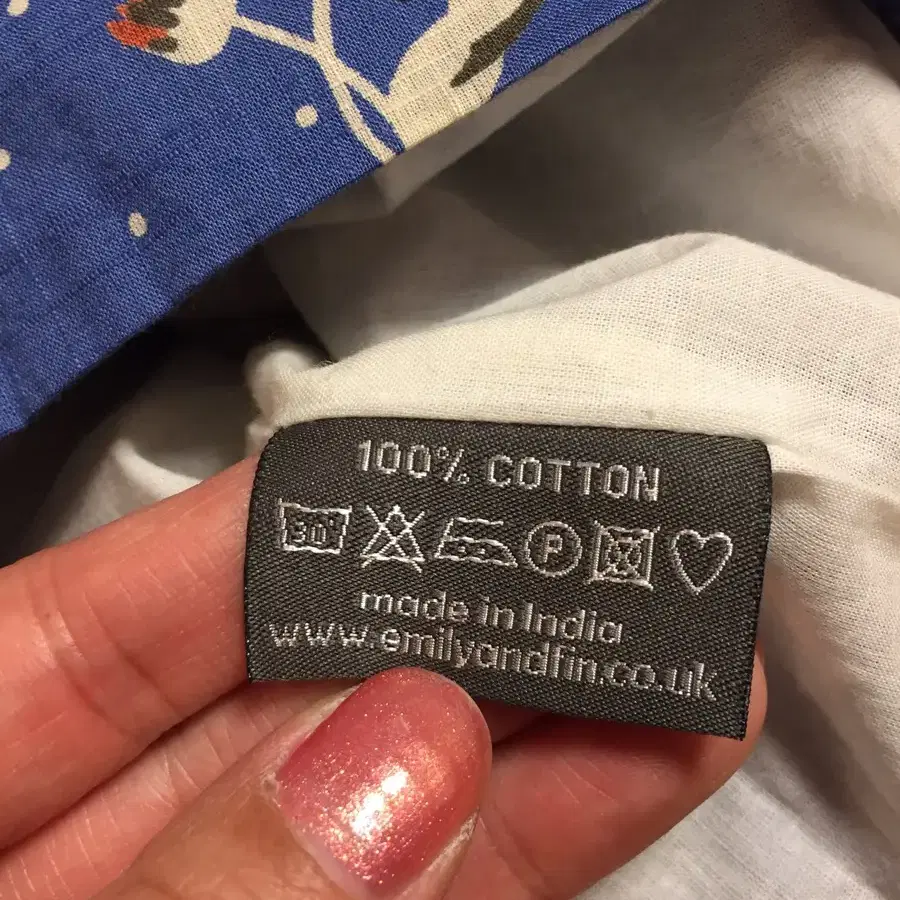 100% COTTON
30° P
made in India
www.emilyandfin.co.uk